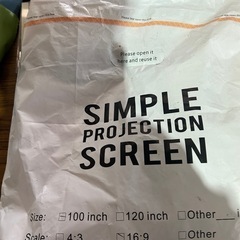 Please open it
here and reuse it
SIMPLE
PROJECTION
SCREEN
Size: 100 inch 120 inch Other
Scale: 4:3 16:9 Other